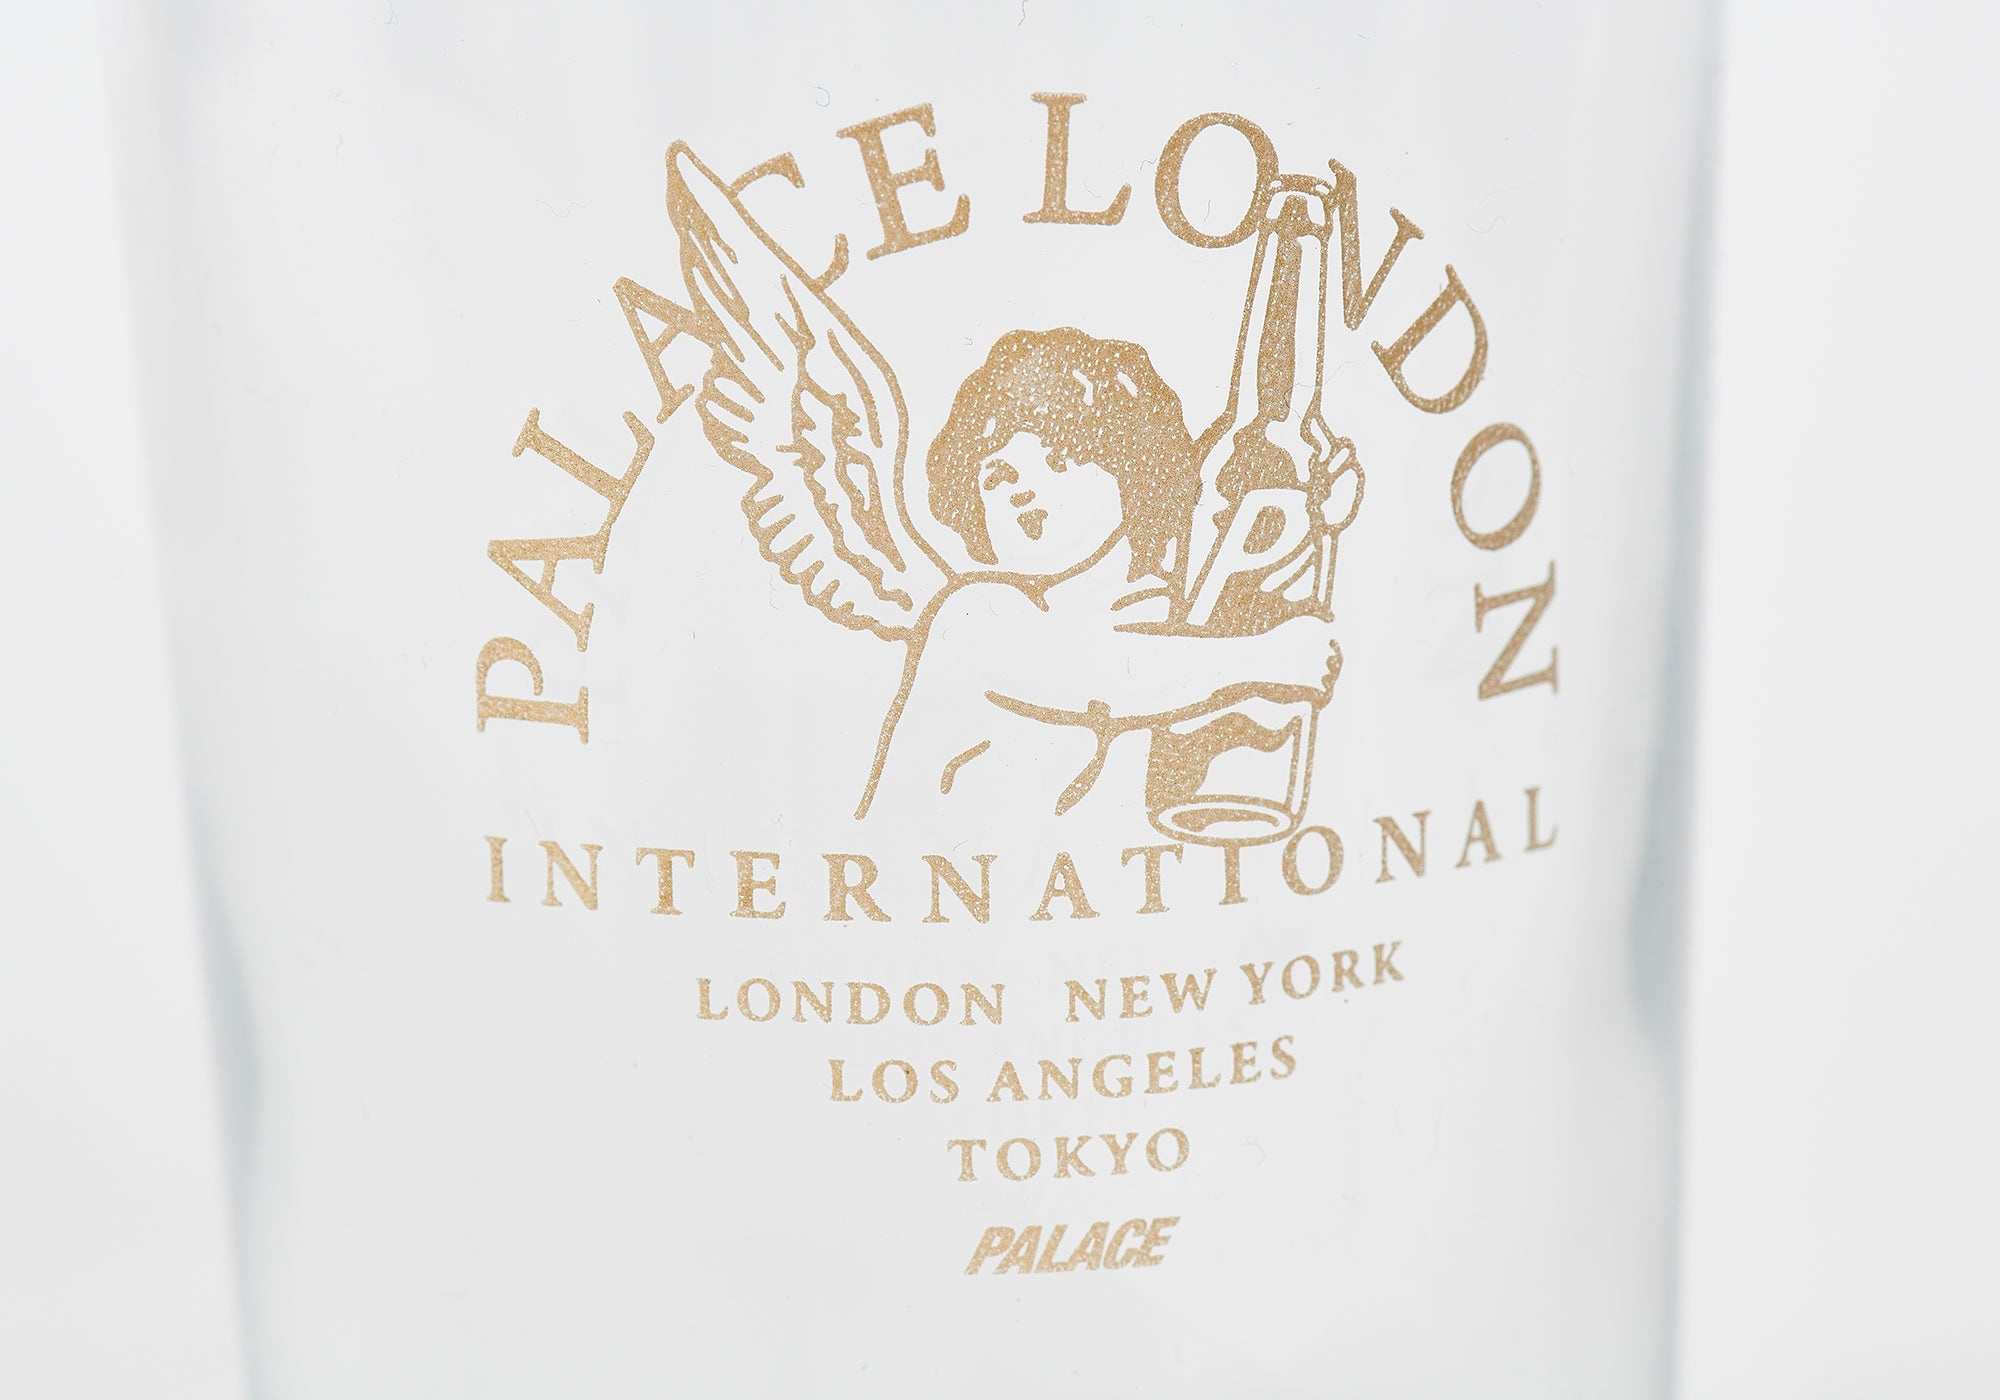 PALACE LONDON
P
INTERNATIONAL
LONDON NEW YORK
LOS ANGELES
TOKYO
PALACE